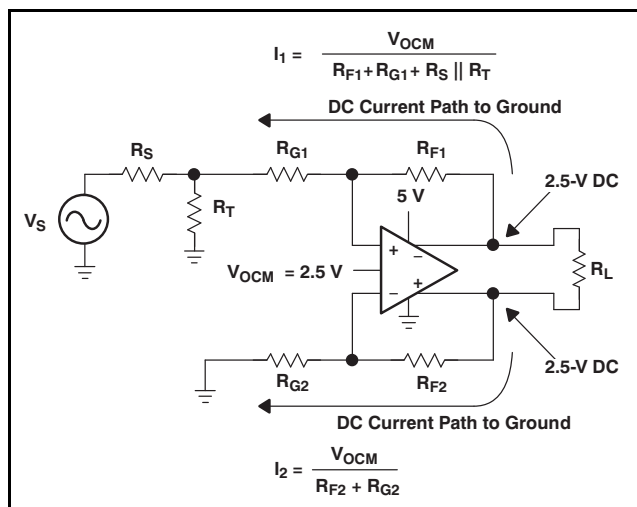 I1 = VOCM / RF1+RG1+ RS || RT
DC Current Path to Ground
RS
RG1
RF1
2.5-V DC
5 V
VS
RT
+
−
VOCM = 2.5 V
RL
−
+
RG2
RF2
2.5-V DC
DC Current Path to Ground
I2 = VOCM / RF2 + RG2